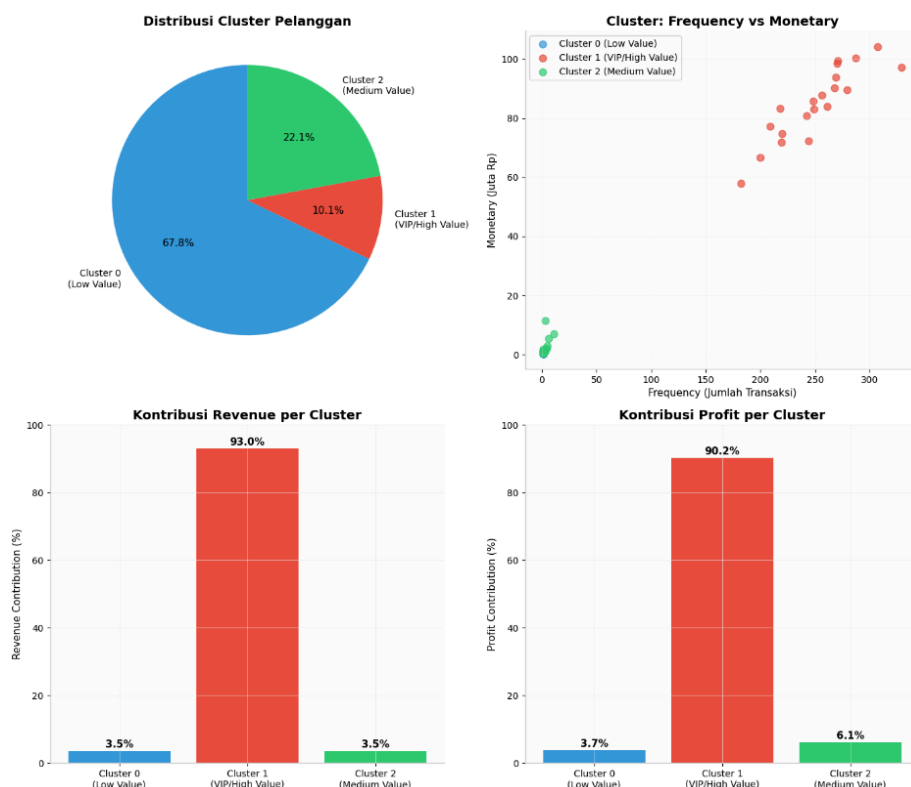 Distribusi Cluster Pelanggan
Cluster 2
(Medium Value)
22.1%
10.1%
Cluster 1
(VIP/High Value)
67.8%
Cluster 0
(Low Value)
Cluster: Frequency vs Monetary
Cluster 0 (Low Value)
Cluster 1 (VIP/High Value)
Cluster 2 (Medium Value)
Monetary (Juta Rp)
100
80
60
40
20
0
0 50 100 150 200 250 300
Frequency (Jumlah Transaksi)
Kontribusi Revenue per Cluster
Revenue Contribution (%)
100
80
60
40
20
0
3.5%
93.0%
3.5%
Cluster 0
(Low Value)
Cluster 1
(VIP/High Value)
Cluster 2
(Medium Value)
Kontribusi Profit per Cluster
Profit Contribution (%)
100
80
60
40
20
0
3.7%
90.2%
6.1%
Cluster 0
(Low Value)
Cluster 1
(VIP/High Value)
Cluster 2
(Medium Value)